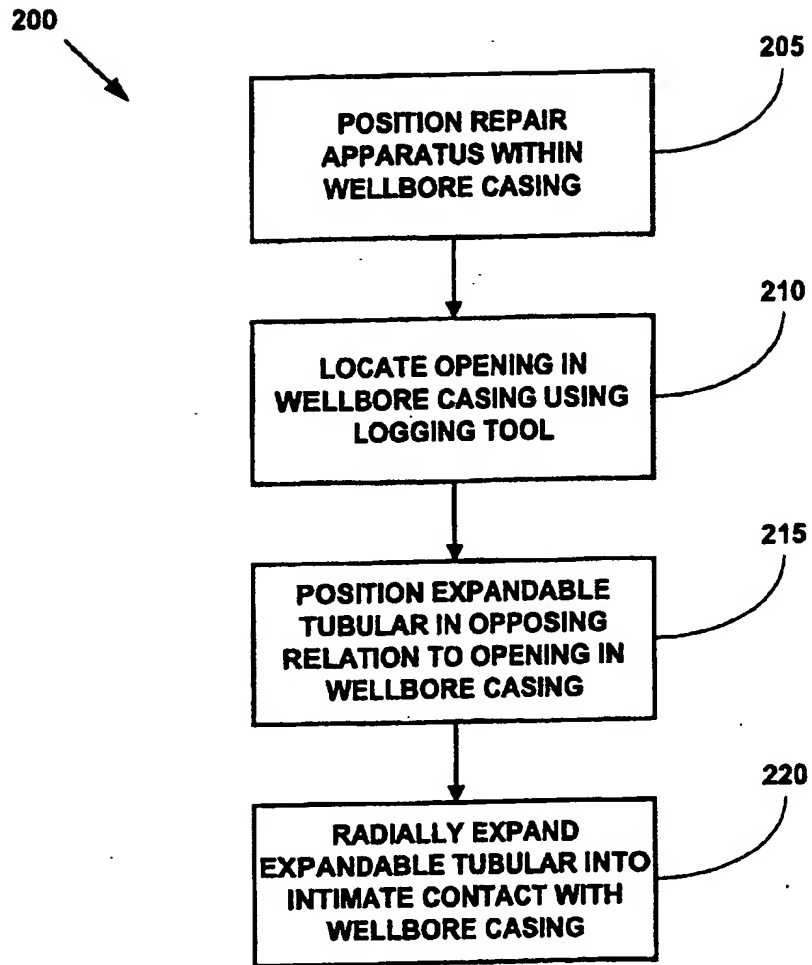 200
205
POSITION REPAIR
APPARATUS WITHIN
WELLBORE CASING
210
LOCATE OPENING IN
WELLBORE CASING USING
LOGGING TOOL
215
POSITION EXPANDABLE
TUBULAR IN OPPOSING
RELATION TO OPENING IN
WELLBORE CASING
220
RADIALLY EXPAND
EXPANDABLE TUBULAR INTO
INTIMATE CONTACT WITH
WELLBORE CASING